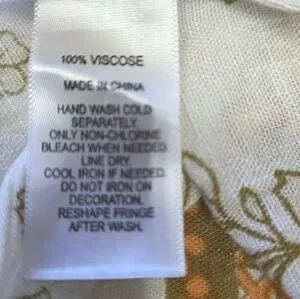 100% VISCOSE
MADE IN CHINA
HAND WASH COLD
SEPARATELY.
ONLY NON-CHLORINE
BLEACH WHEN NEEDED.
LINE DRY.
COOL IRON IF NEEDED.
DO NOT IRON ON
DECORATION.
RESHAPE FRINGE
AFTER WASH.